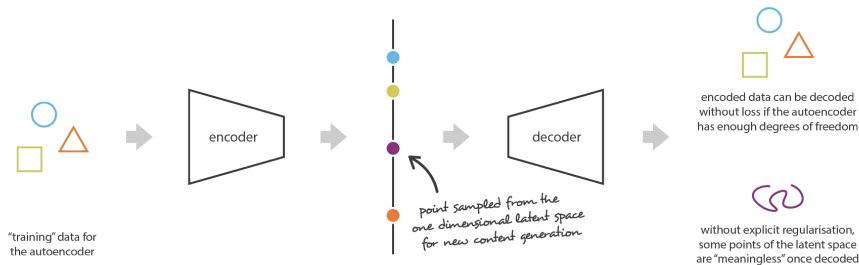 "training" data for
the autoencoder
encoder
point sampled from the
one dimensional latent space
for new content generation
decoder
encoded data can be decoded
without loss if the autoencoder
has enough degrees of freedom
without explicit regularisation,
some points of the latent space
are "meaningless" once decoded